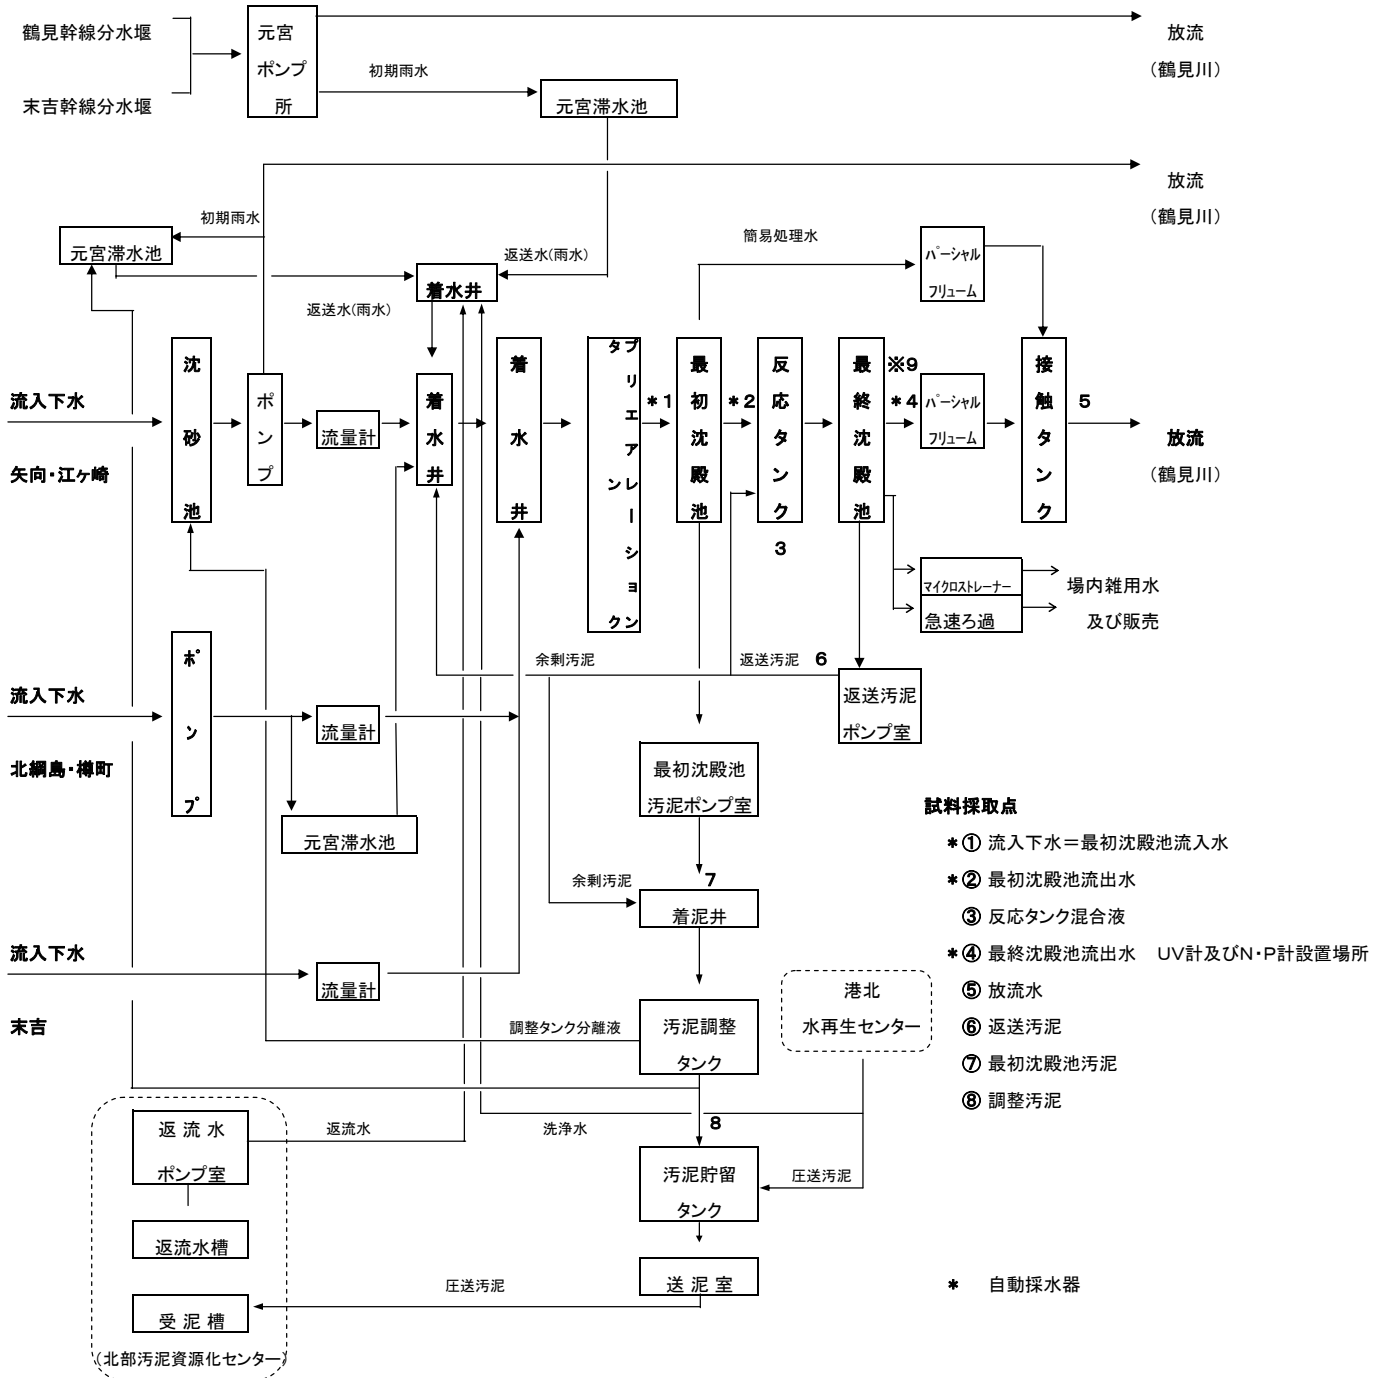 鶴見幹線分水堰
末吉幹線分水堰
元宮
ポンプ
所
放流
(鶴見川)
初期雨水
元宮滞水池
放流
(鶴見川)
初期雨水
元宮滞水池
返送水(雨水)
着水井
返送水(雨水)
簡易処理水
パーシャル
フリューム
流入下水
矢向・江ヶ崎
沈砂池
ポンプ
流量計
着水井
着水井
プリエアレーション
タンク
*1
最初沈殿池
*2
反応タンク
3
最終沈殿池
※9
*4
パーシャル
フリューム
接触タンク
5
放流
(鶴見川)
マイクロストレーナー
急速ろ過
場内雑用水
及び販売
余剰汚泥
返送汚泥 6
返送汚泥
ポンプ室
流入下水
北綱島・樽町
ポンプ
流量計
元宮滞水池
最初沈殿池
汚泥ポンプ室
余剰汚泥
7
着泥井
流入下水
末吉
流量計
調整タンク分離液
汚泥調整
タンク
港北
水再生センター
返流水
ポンプ室
返流水
洗浄水
8
汚泥貯留
タンク
圧送汚泥
返流水槽
送泥室
圧送汚泥
受泥槽
(北部汚泥資源化センター)
試料採取点
*① 流入下水＝最初沈殿池流入水
*② 最初沈殿池流出水
③ 反応タンク混合液
*④ 最終沈殿池流出水 UV計及びN・P計設置場所
⑤ 放流水
⑥ 返送汚泥
⑦ 最初沈殿池汚泥
⑧ 調整汚泥
* 自動採水器